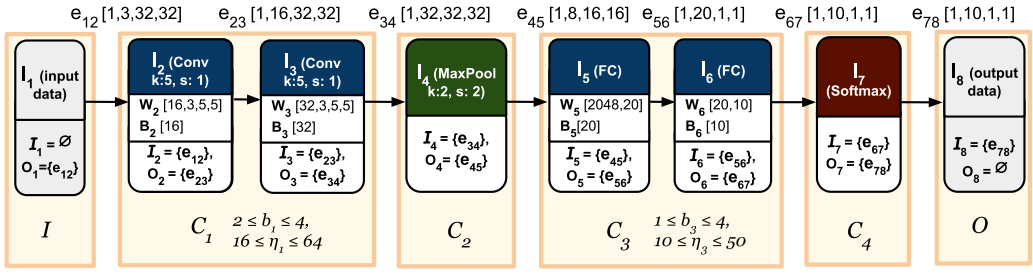 e12 [1,3,32,32] e23 [1,16,32,32] e34 [1,32,32,32] e45 [1,8,16,16] e56 [1,20,1,1] e67 [1,10,1,1] e78 [1,10,1,1]
I1 (input
data)
I1 = ∅
O1={e12}
I
I2 (Conv
k:5, s: 1)
W2 [16,3,5,5]
B2 [16]
I2 = {e12},
O2 = {e23}
I3 (Conv
k:5, s: 1)
W3 [32,3,5,5]
B3 [32]
I3 = {e23},
O3 = {e34}
C1
2 ≤ b1 ≤ 4,
16 ≤ η1 ≤ 64
I4 (MaxPool
k:2, s: 2)
I4 = {e34},
O4= {e45}
C2
I5 (FC)
W5 [2048,20]
B5[20]
I5 = {e45},
O5 = {e56}
I6 (FC)
W6 [20,10]
B6 [10]
I6 = {e56},
O6 = {e67}
C3
1 ≤ b3 ≤ 4,
10 ≤ η3 ≤ 50
I7
(Softmax)
I7 = {e67}
O7 = {e78}
C4
I8 (output
data)
I8 = {e78}
O8 = ∅
O